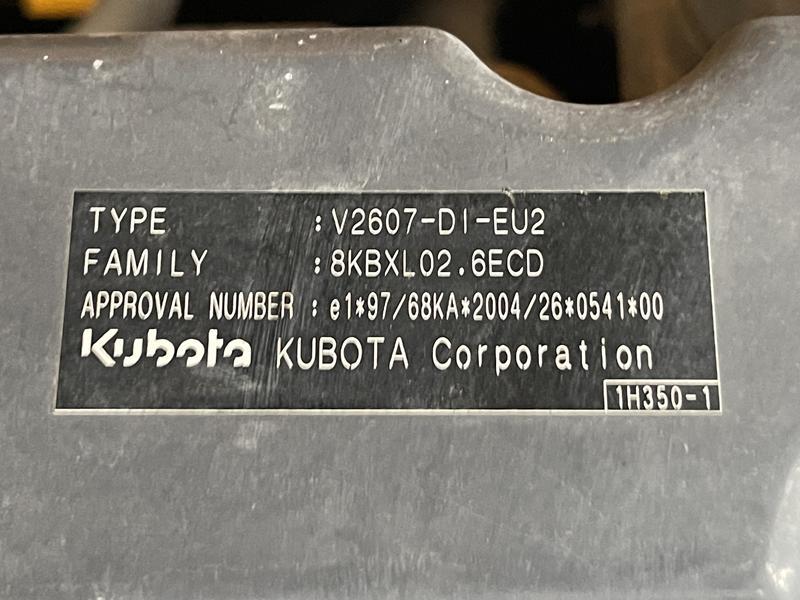 TYPE : V2607-DI-EU2
FAMILY : 8KBXL02.6ECD
APPROVAL NUMBER : e1*97/68KA*2004/26*0541*00
Kubota KUBOTA Corporation
1H350-1